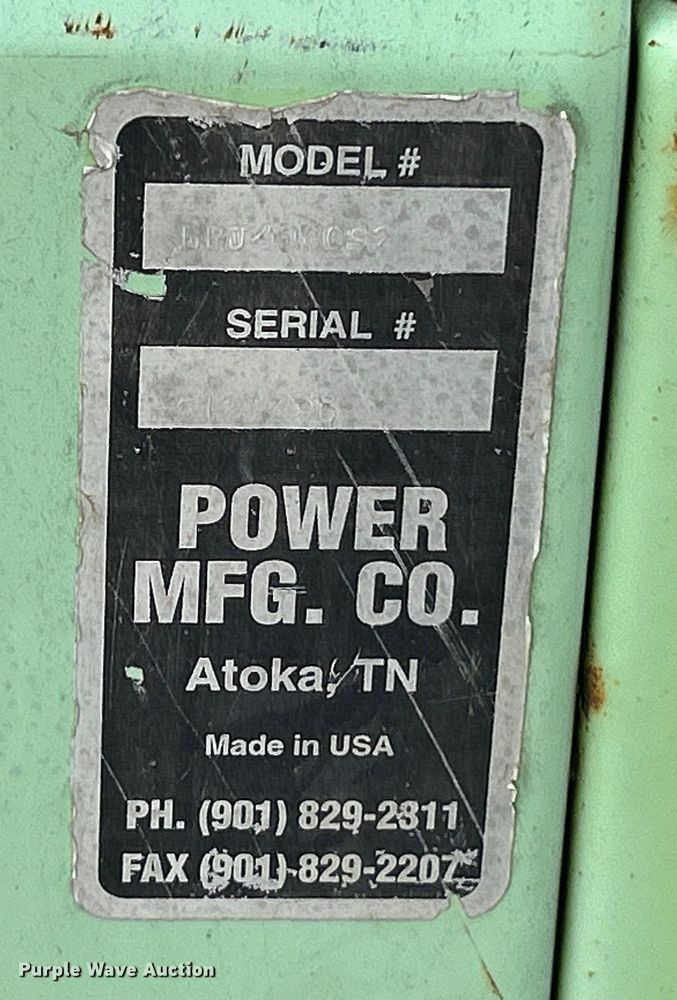 MODEL #
SERIAL #
POWER
MFG. CO.
Atoka, TN
Made in USA
PH. (901) 829-2811
FAX (901) 829-2207
Purple Wave Auction